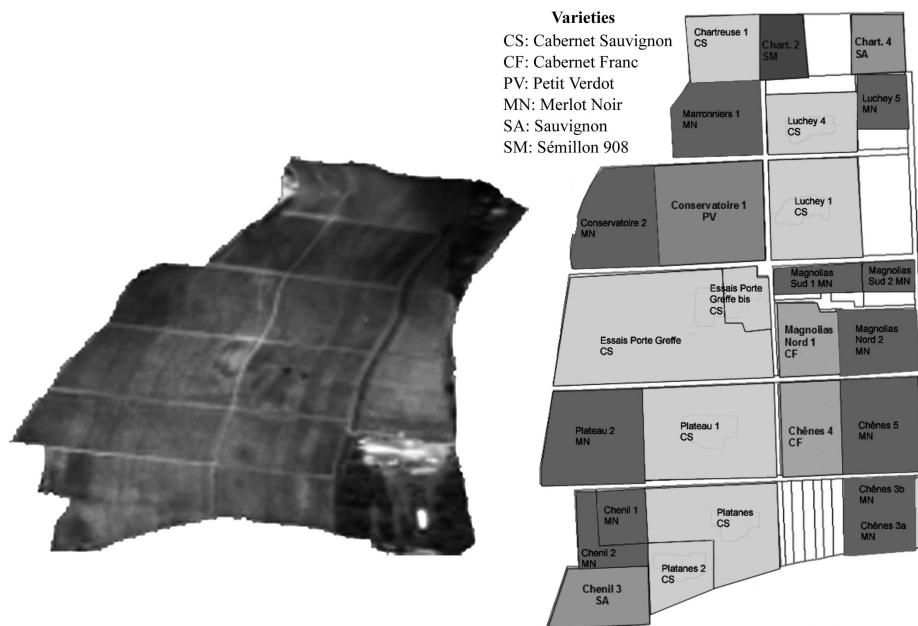 Varieties
CS: Cabernet Sauvignon
CF: Cabernet Franc
PV: Petit Verdot
MN: Merlot Noir
SA: Sauvignon
SM: Sémillon 908
Chartreuse 1
CS
Chart. 2
SM
Chart. 4
SA
Marronniers 1
MN
Luchey 4
CS
Luchey 5
MN
Conservatoire 2
MN
Conservatoire 1
PV
Luchey 1
CS
Magnolias
Sud 1 MN
Magnolias
Sud 2 MN
Essais Porte
Greffe bis
CS
Essais Porte Greffe
CS
Magnolias
Nord 1
CF
Magnolias
Nord 2
MN
Plateau 2
MN
Plateau 1
CS
Chênes 4
CF
Chênes 5
MN
Chenil 1
MN
Platanes
CS
Chênes 3b
MN
Chênes 3a
MN
Chenil 2
MN
Platanes 2
CS
Chenil 3
SA